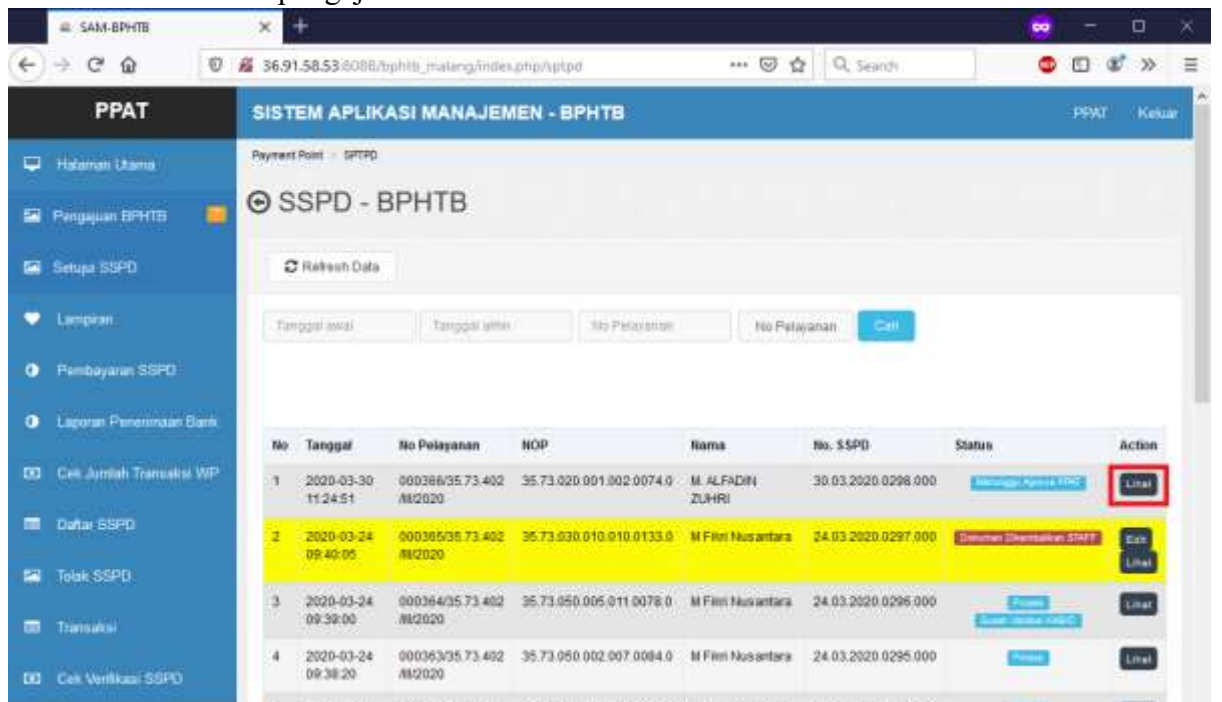 SAM-BPHTB
36.91.58.53:8086/bphtb_malang/index.php/sptpd
Search
PPAT
SISTEM APLIKASI MANAJEMEN - BPHTB
PPAT Keluar
Halaman Utama
Pengajuan BPHTB
Setujui SSPD
Lampiran
Pembayaran SSPD
Laporan Penerimaan Bank
Cek Jumlah Transaksi WP
Daftar SSPD
Tolak SSPD
Transaksi
Cek Verifikasi SSPD
Payment Point SPTPD
SSPD - BPHTB
Refresh Data
Tanggal awal Tanggal akhir No Pelayanan No Pelayanan Cari
No Tanggal No Pelayanan NOP Nama No. SSPD Status Action
1 2020-03-30 000366/35.73.402 35.73.020.001.002.0074.0 M. ALFADIN 30.03.2020.0298.000 Lihat
11:24:51 /III/2020 ZUHRI
2 2020-03-24 000365/35.73.402 35.73.030.010.010.0133.0 M Fikri Nusantara 24.03.2020.0297.000 Dokumen Dikembalikan STAFF Edit
09:40:05 /III/2020 Lihat
3 2020-03-24 000364/35.73.402 35.73.050.005.011.0078.0 M Fikri Nusantara 24.03.2020.0296.000 Proses Lihat
09:39:00 /III/2020
4 2020-03-24 000363/35.73.402 35.73.050.002.007.0084.0 M Fikri Nusantara 24.03.2020.0295.000 Proses Lihat
09:38:20 /III/2020